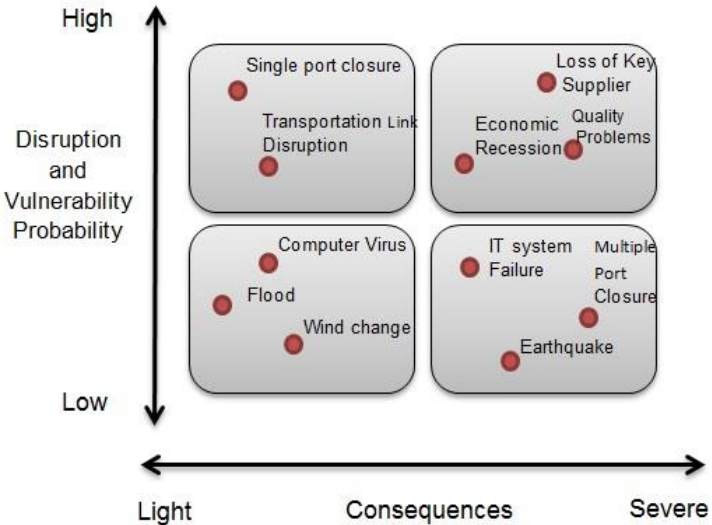 High
Disruption
and
Vulnerability
Probability
Low
Single port closure
Transportation Link
Disruption
Loss of Key
Supplier
Quality
Problems
Economic
Recession
Computer Virus
Flood
Wind change
IT system
Failure
Multiple
Port
Closure
Earthquake
Light
Consequences
Severe